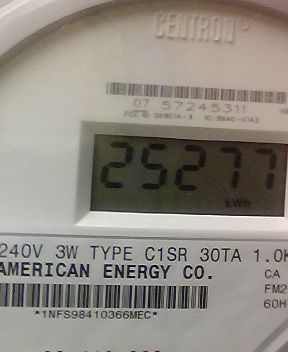 CENTRON®
07 57245311
25277
kWh
240V 3W TYPE C1SR 30TA 1.0K
AMERICAN ENERGY CO.
CA
FM2
60H
*1NFS98410366MEC*